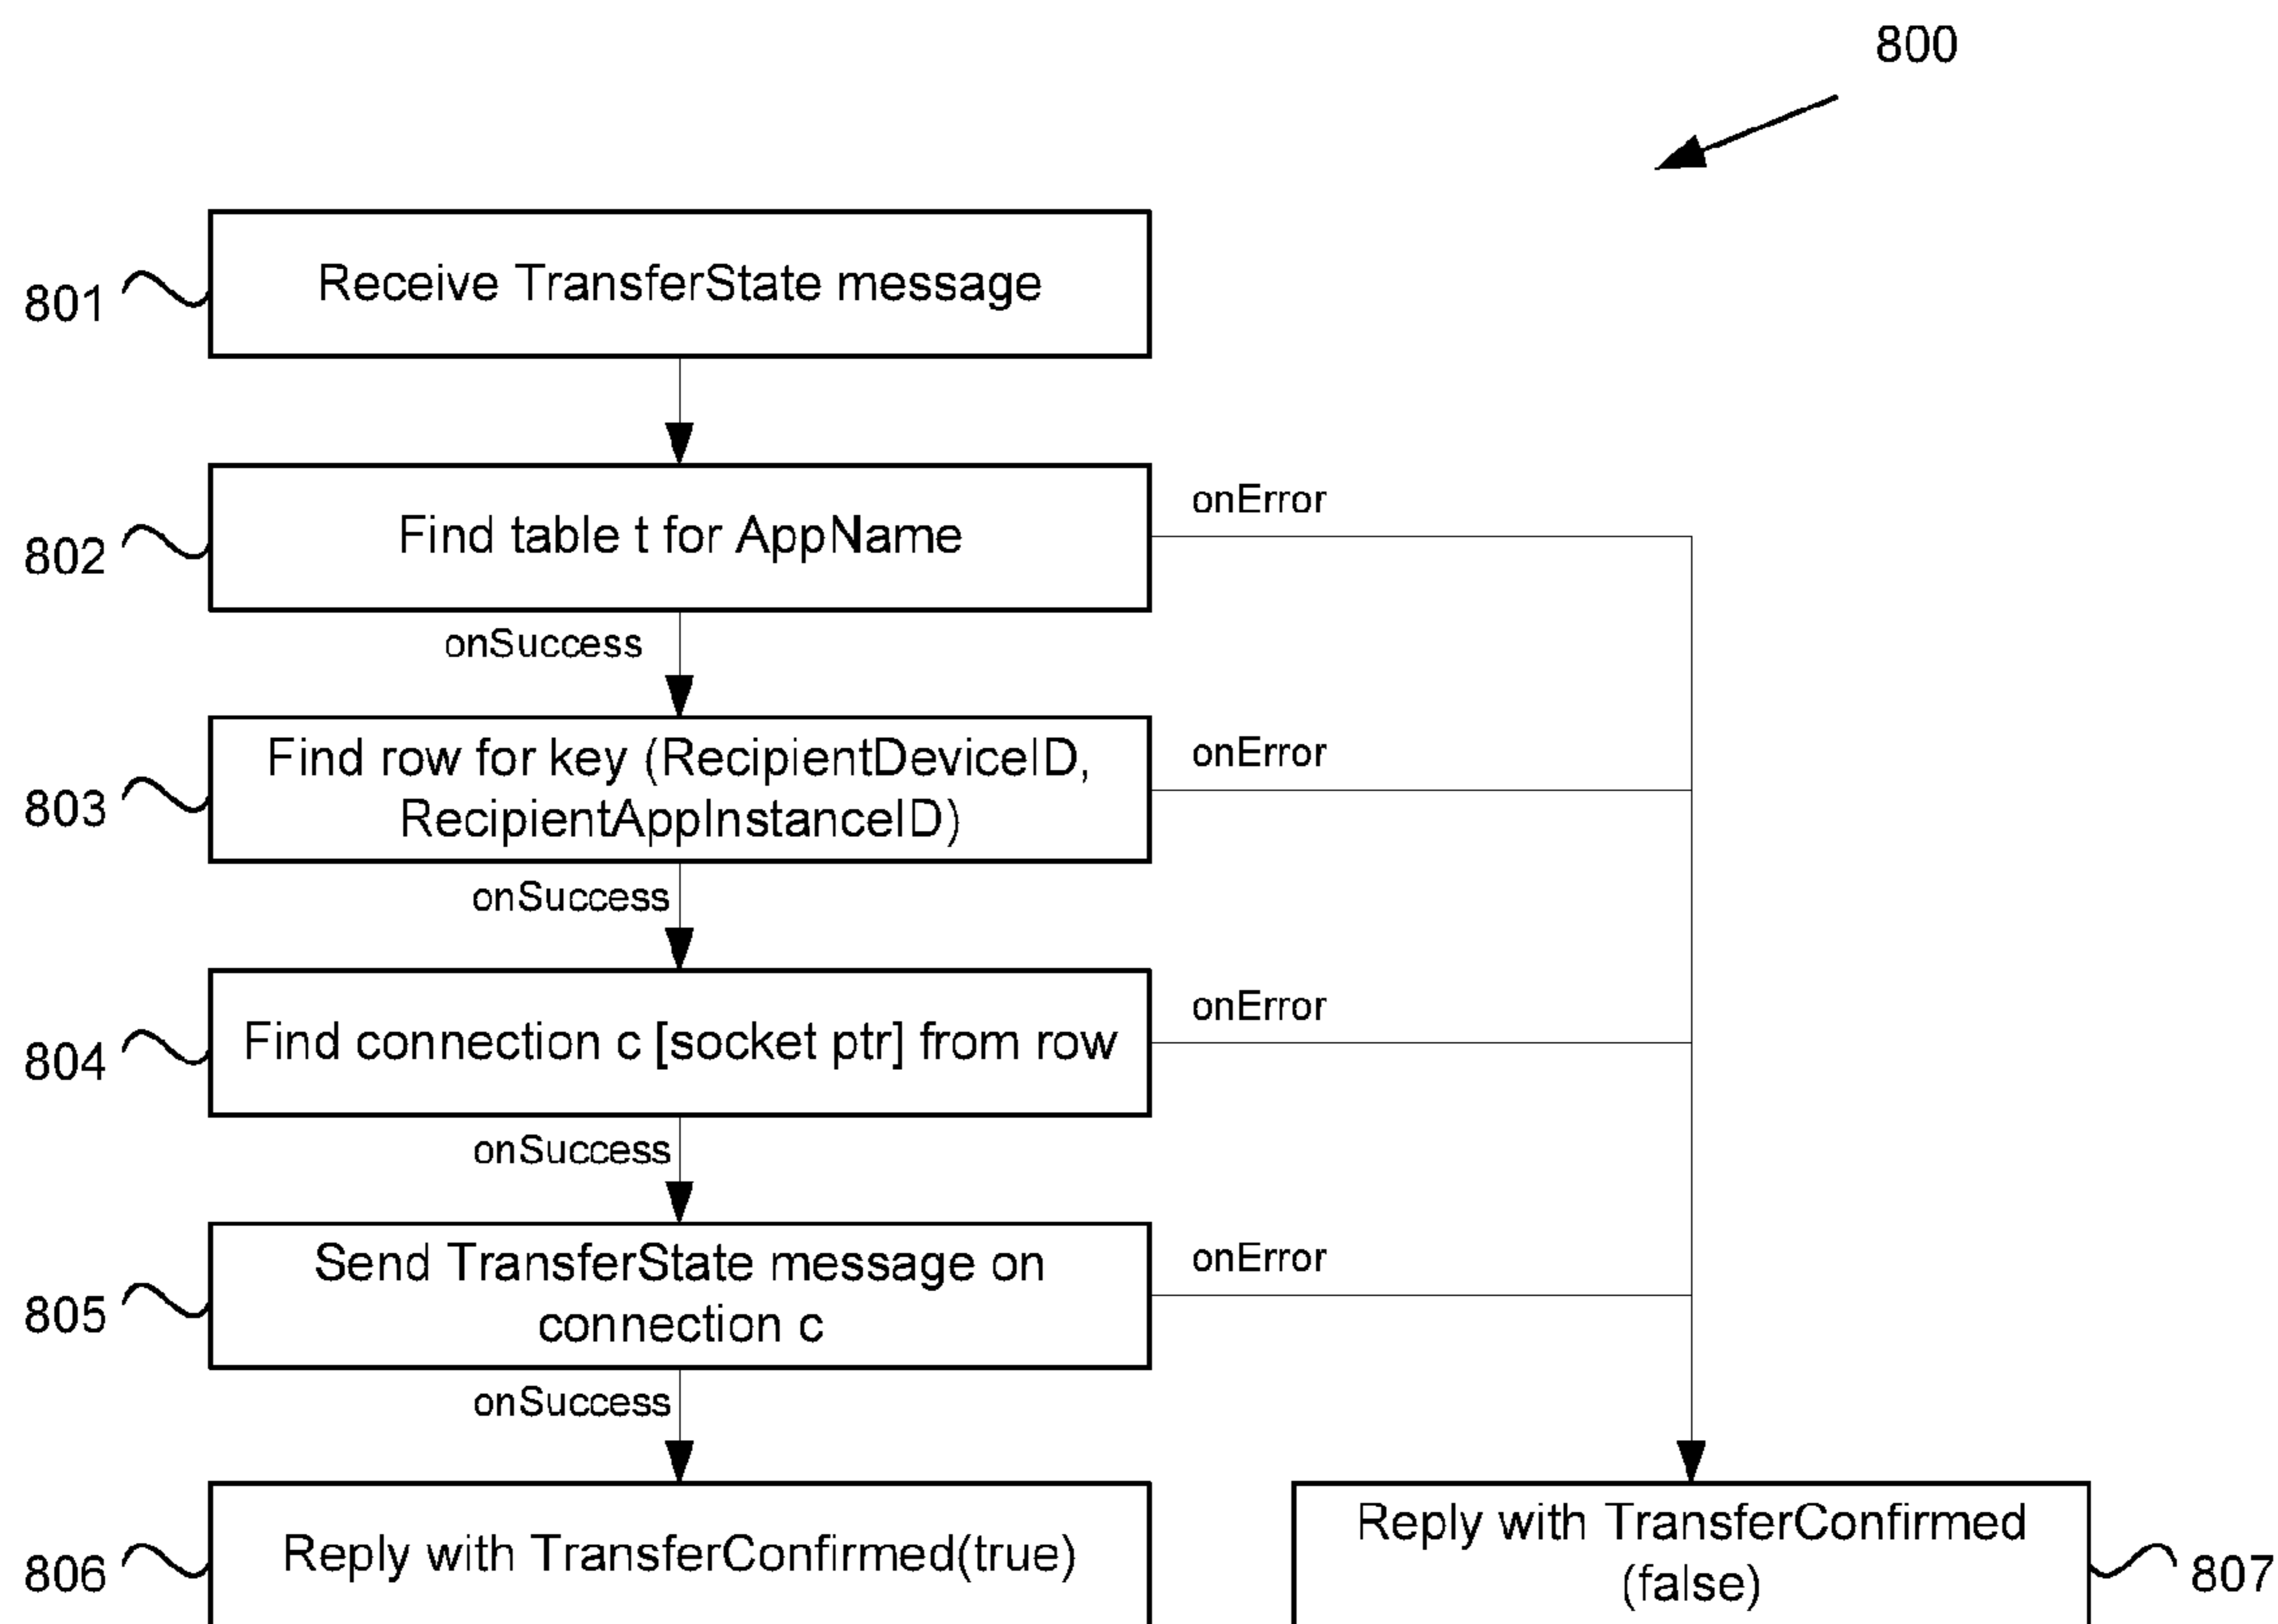 800
801
Receive TransferState message
802
Find table t for AppName
onError
onSuccess
803
Find row for key (RecipientDeviceID,
RecipientAppInstanceID)
onError
onSuccess
804
Find connection c [socket ptr] from row
onError
onSuccess
805
Send TransferState message on
connection c
onError
onSuccess
806
Reply with TransferConfirmed(true)
Reply with TransferConfirmed
(false)
807